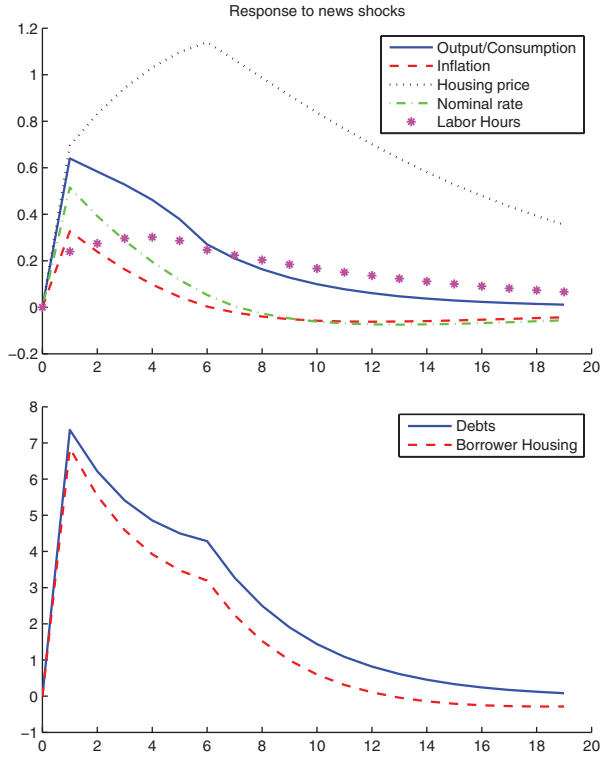 Response to news shocks
1.2
1
0.8
0.6
0.4
0.2
0
−0.2
Output/Consumption
Inflation
Housing price
Nominal rate
Labor Hours
0 2 4 6 8 10 12 14 16 18 20
8
7
6
5
4
3
2
1
0
−1
Debts
Borrower Housing
0 2 4 6 8 10 12 14 16 18 20